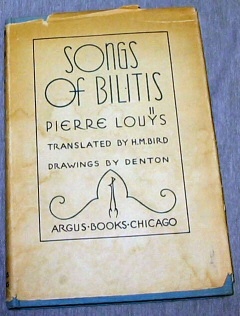 SONGS
OF BILITIS
PIERRE LOUŸS
TRANSLATED BY H.M. BIRD
DRAWINGS BY DENTON
ARGUS·BOOKS·CHICAGO